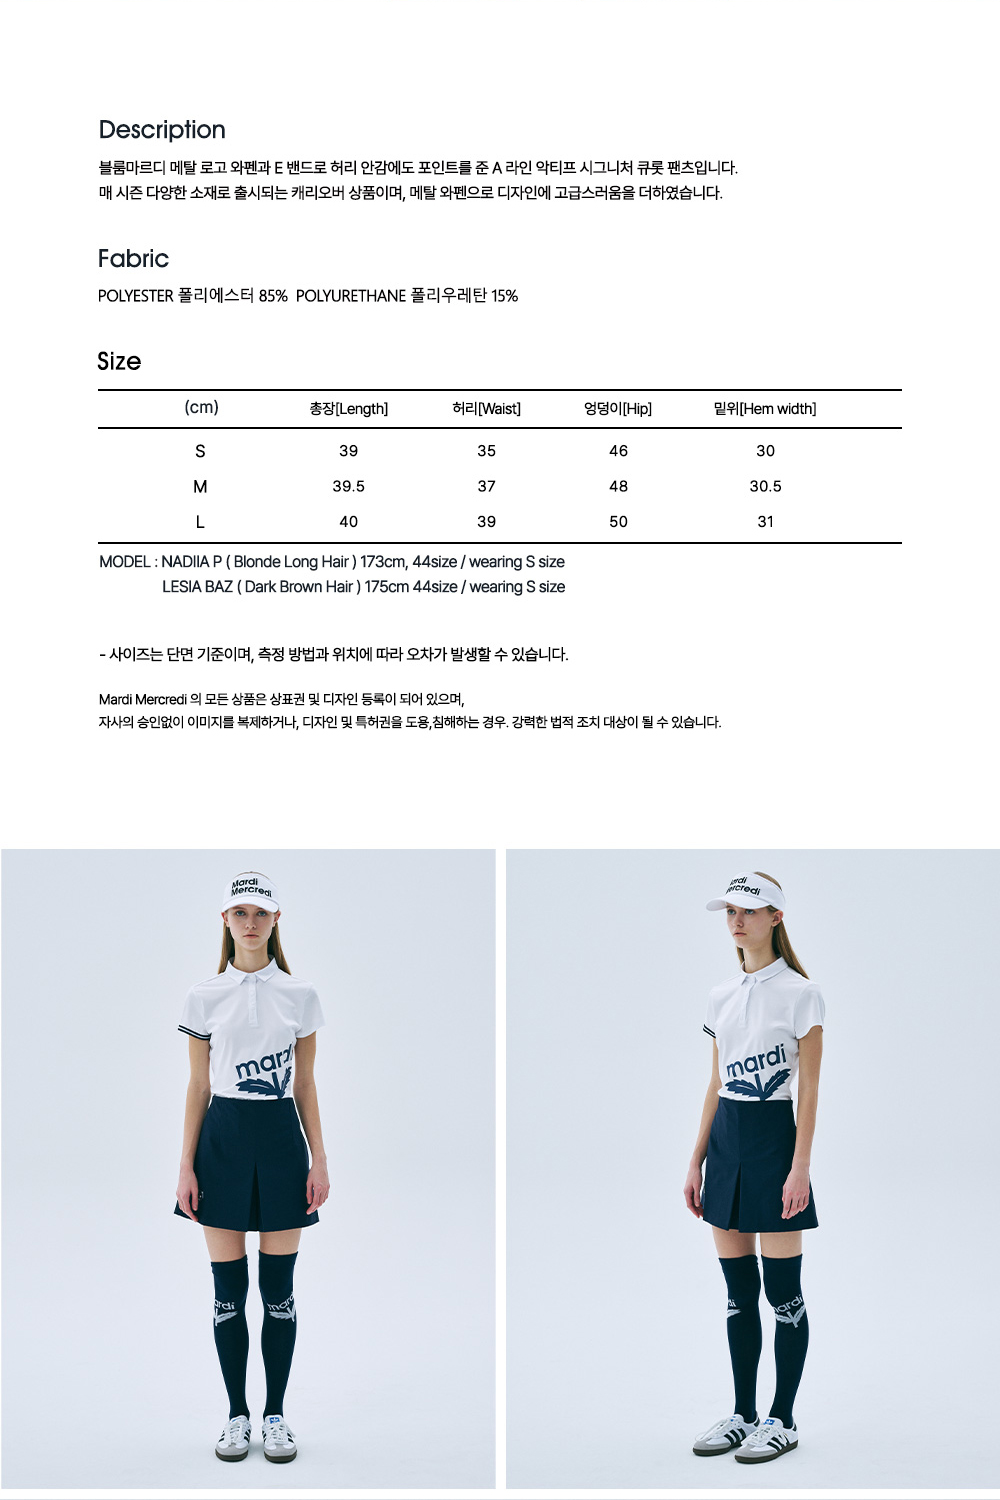 Description
블룸마르디 메탈 로고 와펜과 E 밴드로 허리 안감에도 포인트를 준 A 라인 악티프 시그니처 큐롯 팬츠입니다.
매 시즌 다양한 소재로 출시되는 캐리오버 상품이며, 메탈 와펜으로 디자인에 고급스러움을 더하였습니다.
Fabric
POLYESTER 폴리에스터 85% POLYURETHANE 폴리우레탄 15%
Size
(cm) 총장[Length] 허리[Waist] 엉덩이[Hip] 밑위[Hem width]
S 39 35 46 30
M 39.5 37 48 30.5
L 40 39 50 31
MODEL : NADIIA P ( Blonde Long Hair ) 173cm, 44size / wearing S size
LESIA BAZ ( Dark Brown Hair ) 175cm 44size / wearing S size
- 사이즈는 단면 기준이며, 측정 방법과 위치에 따라 오차가 발생할 수 있습니다.
Mardi Mercredi 의 모든 상품은 상표권 및 디자인 등록이 되어 있으며,
자사의 승인없이 이미지를 복제하거나, 디자인 및 특허권을 도용,침해하는 경우. 강력한 법적 조치 대상이 될 수 있습니다.
Mardi
Mercredi
mardi
mardi
mardi
Mardi
Mercredi
mardi
mardi